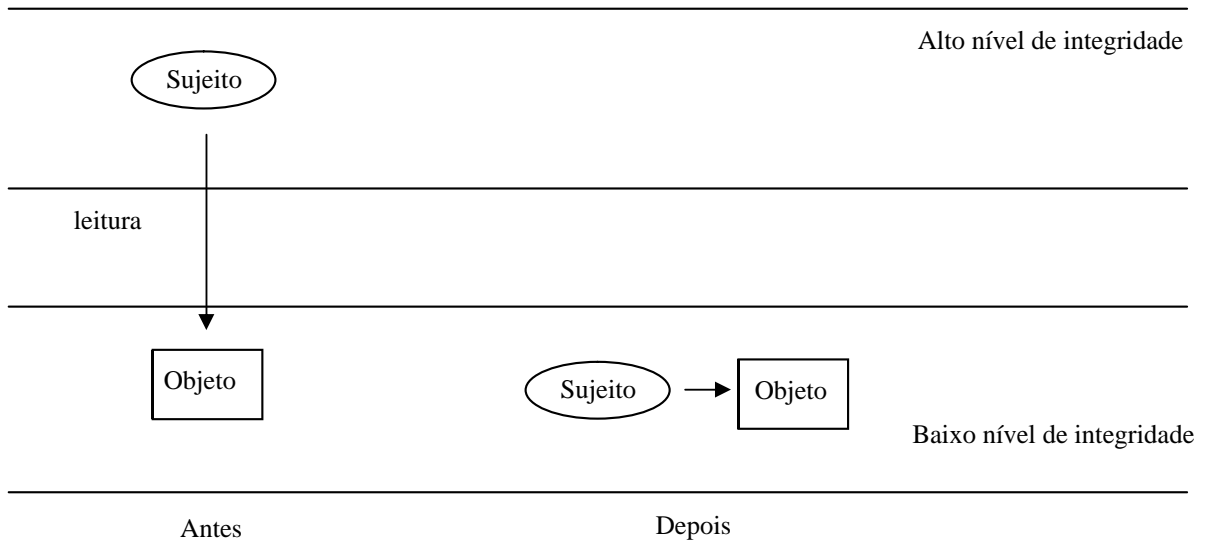 Alto nível de integridade
Sujeito
leitura
Objeto
Sujeito
Objeto
Baixo nível de integridade
Antes
Depois